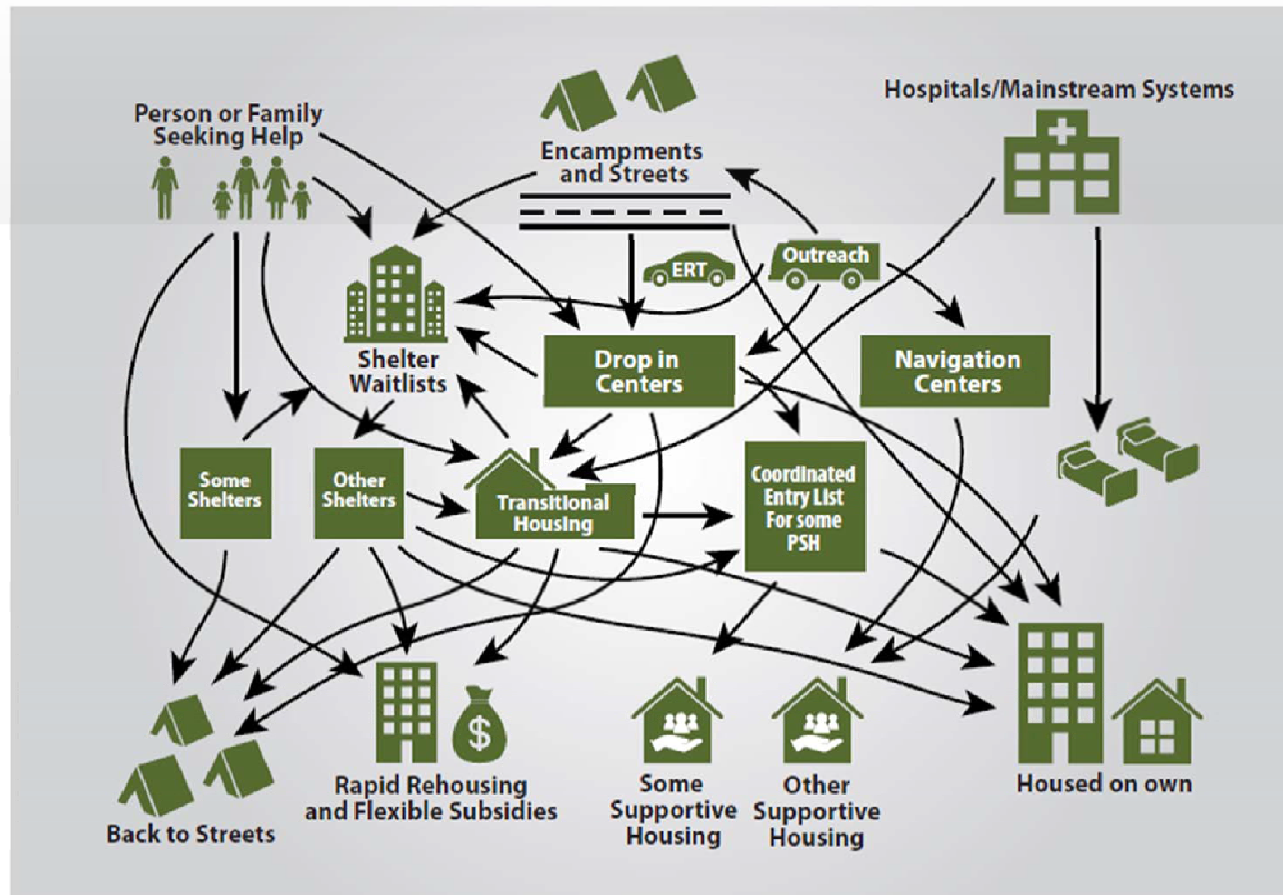 Person or Family
Seeking Help
Encampments
and Streets
Hospitals/Mainstream Systems
ERT
Outreach
Shelter
Waitlists
Drop in
Centers
Navigation
Centers
Some
Shelters
Other
Shelters
Transitional
Housing
Coordinated
Entry List
For some
PSH
$
Back to Streets
Rapid Rehousing
and Flexible Subsidies
Some
Supportive
Housing
Other
Supportive
Housing
Housed on own